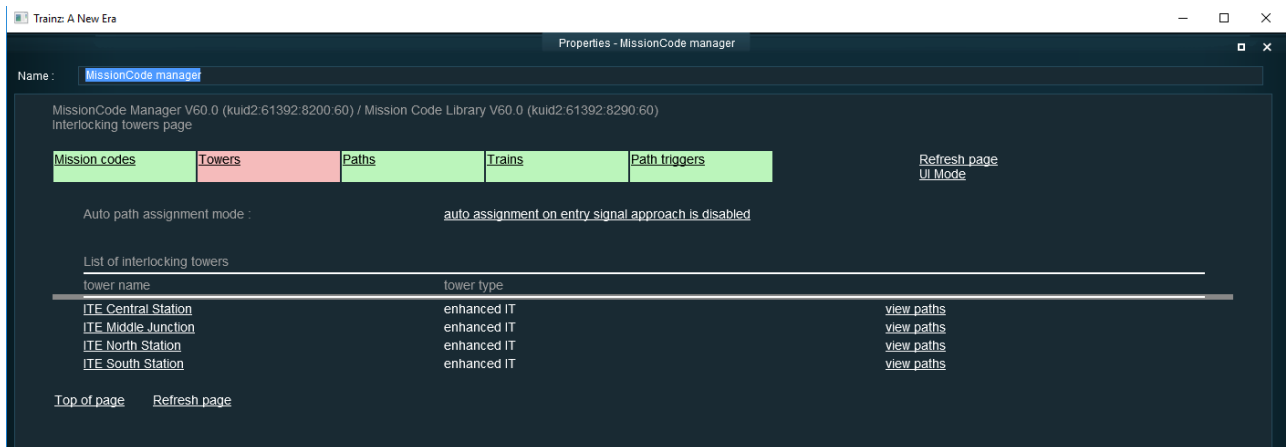 Trainz: A New Era
Properties - MissionCode manager
Name : MissionCode manager
MissionCode Manager V60.0 (kuid2:61392:8200:60) / Mission Code Library V60.0 (kuid2:61392:8290:60)
Interlocking towers page
Mission codes Towers Paths Trains Path triggers Refresh page
UI Mode
Auto path assignment mode : auto assignment on entry signal approach is disabled
List of interlocking towers
tower name tower type
ITE Central Station enhanced IT view paths
ITE Middle Junction enhanced IT view paths
ITE North Station enhanced IT view paths
ITE South Station enhanced IT view paths
Top of page Refresh page